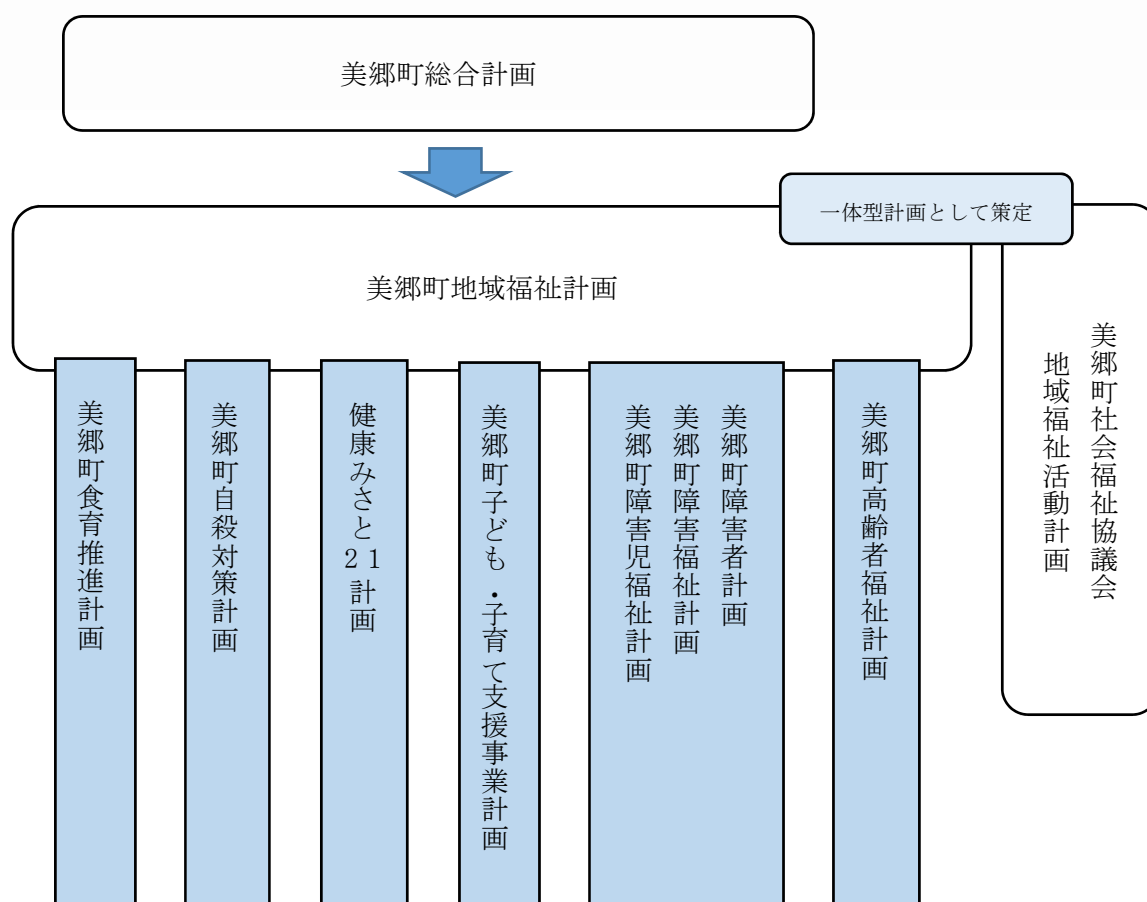 美郷町総合計画
一体型計画として策定
美郷町地域福祉計画
美郷町社会福祉協議会
地域福祉活動計画
美郷町高齢者福祉計画
美郷町障害者計画
美郷町障害福祉計画
美郷町障害児福祉計画
美郷町子ども・子育て支援事業計画
健康みさと２１計画
美郷町自殺対策計画
美郷町食育推進計画